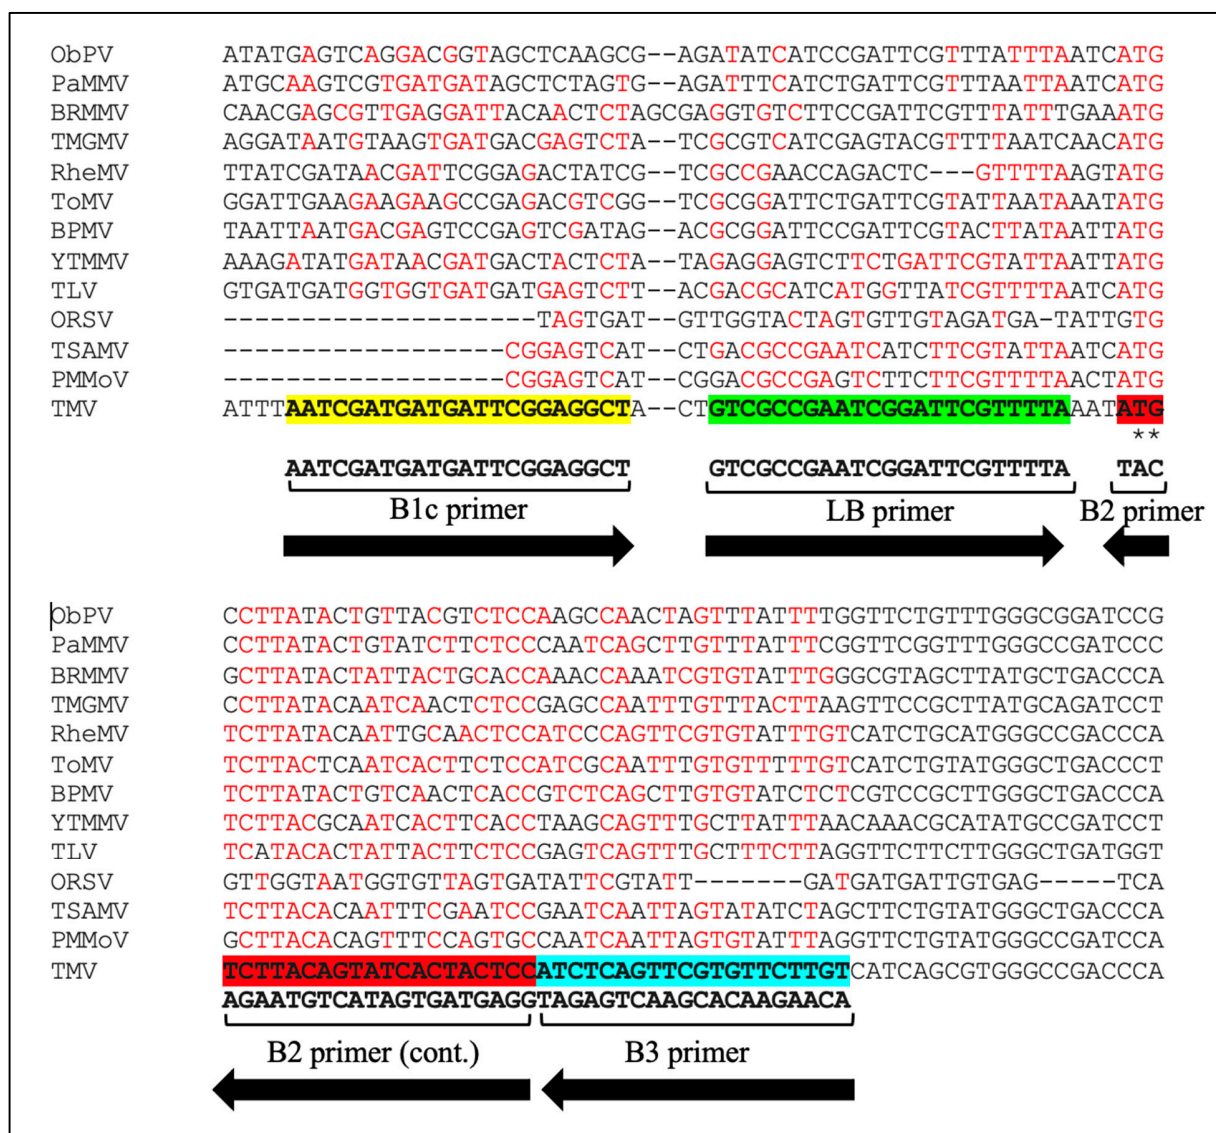 ObPV ATATGAGTCAGGACGGTAGCTCAAGCG--AGATATCATCCGATTCGTTTATTTAATCATG
PaMMV ATGCAAGTCGTGATGATAGCTCTAGTG--AGATTTCATCTGATTCGTTTAATTAATCATG
BRMMV CAACGAGCGTTGAGGATTACAACTCTAGCGAGGTGTCTTCCGATTCGTTTATTTGAAATG
TMGMV AGGATAATGTAAGTGATGACGAGTCTA--TCGCGTCATCGAGTACGTTTTAATCAACATG
RheMV TTATCGATAACGATTCGGAGACTATCG--TCGCCGAACCAGACTC---GTTTTAAGTATG
ToMV GGATTGAAGAAGAAGCCGAGACGTCGG--TCGCGGATTCTGATTCGTATTAATAAATATG
BPMV TAATTAATGACGAGTCCGAGTCGATAG--ACGCGGATTCCGATTCGTACTTATAATTATG
YTMMV AAAGATATGATAACGATGACTACTCTA--TAGAGGAGTCTTCTGATTCGTATTAATTATG
TLV GTGATGATGGTGGTGATGATGAGTCTT--ACGACGCATCATGGTTATCGTTTTAATCATG
ORSV --------------------TAGTGAT--GTTGGTACTAGTGTTGTAGATGA-TATTGTG
TSAMV ------------------CGGAGTCAT--CTGACGCCGAATCATCTTCGTATTAATCATG
PMMoV ------------------CGGAGTCAT--CGGACGCCGAGTCTTCTTCGTTTTAACTATG
TMV ATTTAATCGATGATGATTCGGAGGCTA--CTGTCGCCGAATCGGATTCGTTTTAAATATG
**
AATCGATGATGATTCGGAGGCT GTCGCCGAATCGGATTCGTTTTA TAC
B1c primer LB primer B2 primer
ObPV CCTTATACTGTTACGTCTCCAAGCCAACTAGTTTATTTTGGTTCTGTTTGGGCGGATCCG
PaMMV CCTTATACTGTATCTTCTCCCAATCAGCTTGTTTATTTCGGTTCGGTTTGGGCGGATCCC
BRMMV GCTTATACTATTACTGCACCAAACCAAATCGTGTATTTGGGCGTAGCTTATGCTGACCCA
TMGMV CCTTATACAATCAACTCTCCGAGCCAATTTGTTTACTTAAGTTCCGCTTATGCAGATCCT
RheMV TCTTATACAATTGCAACTCCATCCCAGTTCGTGTATTTGTCATCTGCATGGGCCGACCCA
ToMV TCTTACTCAATCACTTCTCCATCGCAATTTGTGTTTTTGTCATCTGTATGGGCTGACCCT
BPMV TCTTATACTGTCAACTCACCGTCTCAGCTTGTGTATCTCTCGTCCGCTTGGGCTGACCCA
YTMMV TCTTACGCAATCACTTCACCTAAGCAGTTTGCTTATTTAACAAACGCATATGCCGATCCT
TLV TCATACACTATTACTTCTCCGAGTCAGTTTGCTTTCTTAGGTTCTTCTTGGGCTGATGGT
ORSV GTTGGTAATGGTGTTAGTGATATTCGTATT-------GATGATGATTGTGAG-----TCA
TSAMV TCTTACACAATTTCGAATCCGAATCAATTAGTATATCTAGCTTCTGTATGGGCTGACCCA
PMMoV GCTTACACAGTTTCCAGTGCCAATCAATTAGTGTATTTAGGTTCTGTATGGGCCGATCCA
TMV TCTTACAGTATCACTACTCCATCTCAGTTCGTGTTCTTGTCATCAGCGTGGGCCGACCCA
AGAATGTCATAGTGATGAGGTAGAGTCAAGCACAAGAACA
B2 primer (cont.) B3 primer